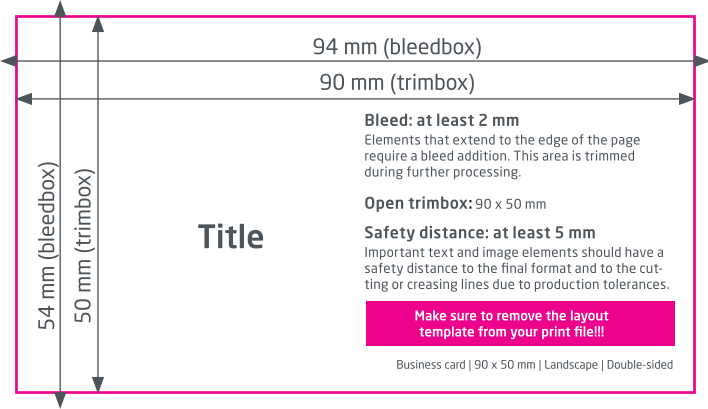 94 mm (bleedbox)
90 mm (trimbox)
54 mm (bleedbox)
50 mm (trimbox)
Title
Bleed: at least 2 mm
Elements that extend to the edge of the page
require a bleed addition. This area is trimmed
during further processing.
Open trimbox: 90 x 50 mm
Safety distance: at least 5 mm
Important text and image elements should have a
safety distance to the final format and to the cut-
ting or creasing lines due to production tolerances.
Make sure to remove the layout
template from your print file!!!
Business card | 90 x 50 mm | Landscape | Double-sided